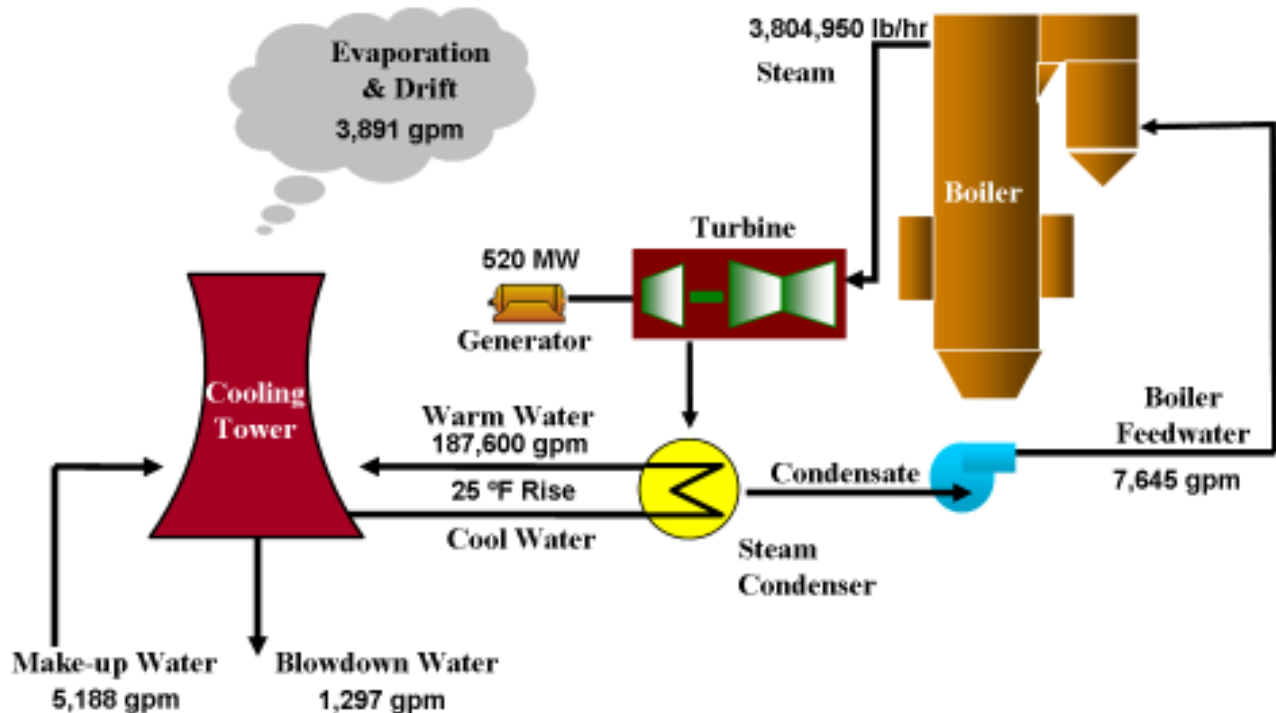 3,804,950 lb/hr
Steam
Evaporation
& Drift
3,891 gpm
Boiler
Turbine
520 MW
Generator
Cooling
Tower
Warm Water
187,600 gpm
25 ºF Rise
Cool Water
Condensate
Boiler
Feedwater
7,645 gpm
Steam
Condenser
Make-up Water
5,188 gpm
Blowdown Water
1,297 gpm